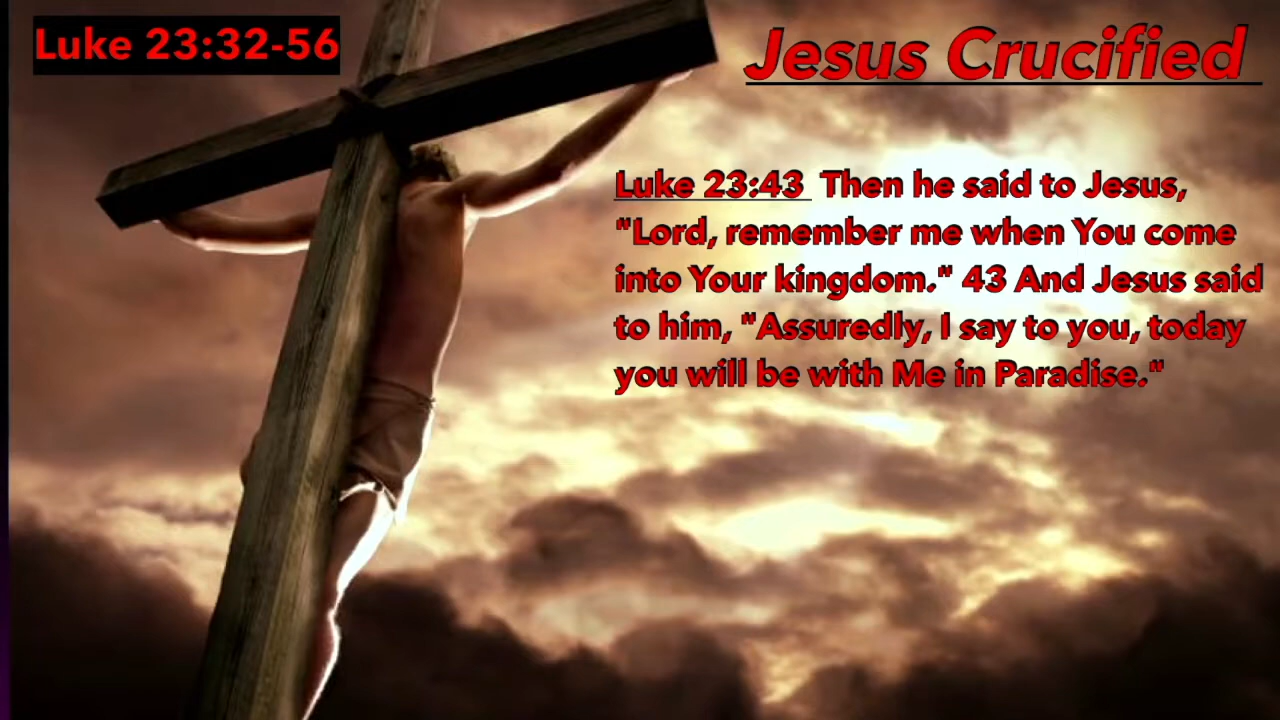 Luke 23:32-56
Jesus Crucified
Luke 23:43 Then he said to Jesus,
"Lord, remember me when You come
into Your kingdom." 43 And Jesus said
to him, "Assuredly, I say to you, today
you will be with Me in Paradise."